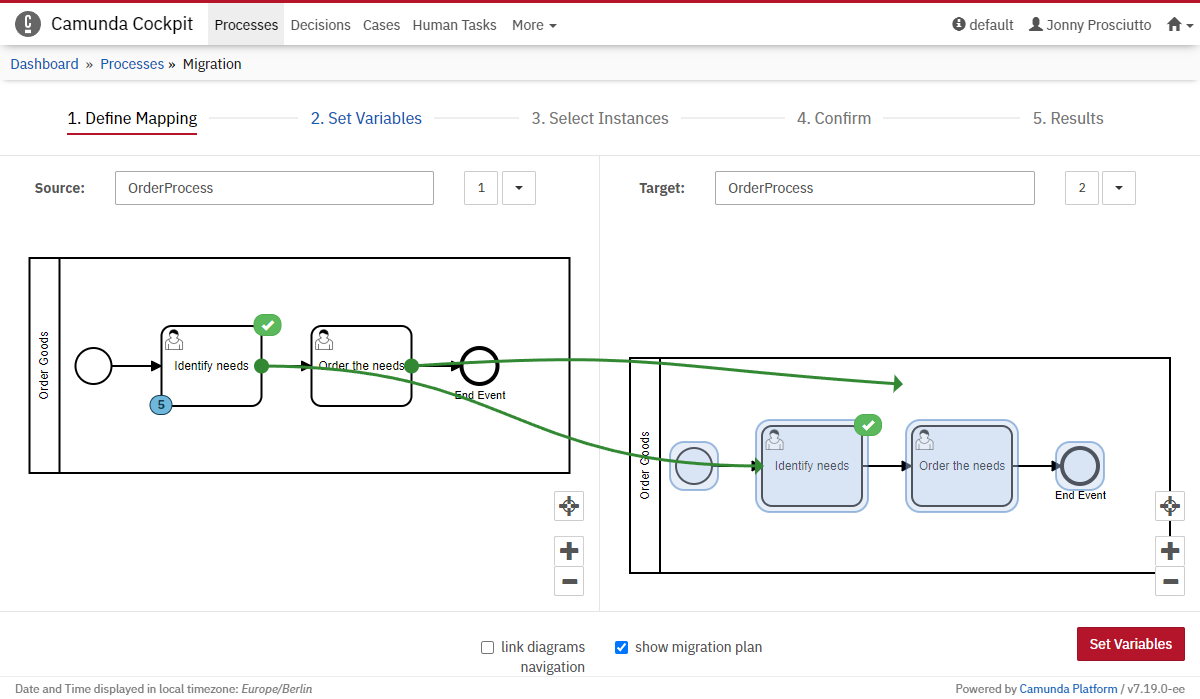 Camunda Cockpit Processes Decisions Cases Human Tasks More default Jonny Prosciutto
Dashboard » Processes » Migration
1. Define Mapping 2. Set Variables 3. Select Instances 4. Confirm 5. Results
Source: OrderProcess 1 Target: OrderProcess 2
Order Goods
Identify needs
Order the needs
End Event
5
Order Goods
Identify needs
Order the needs
End Event
link diagrams
navigation
show migration plan
Set Variables
Date and Time displayed in local timezone: Europe/Berlin Powered by Camunda Platform / v7.19.0-ee